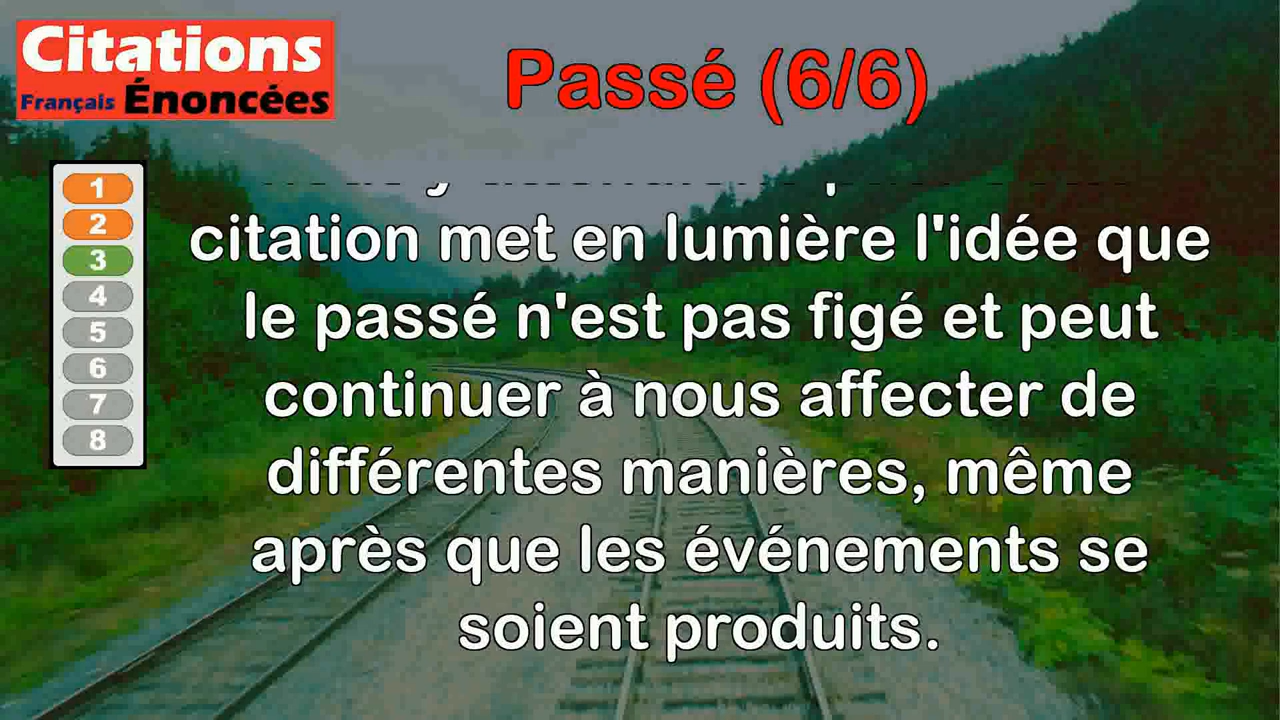 Citations
Français Énoncées
Passé (6/6)
1
2
3
4
5
6
7
8
citation met en lumière l'idée que
le passé n'est pas figé et peut
continuer à nous affecter de
différentes manières, même
après que les événements se
soient produits.